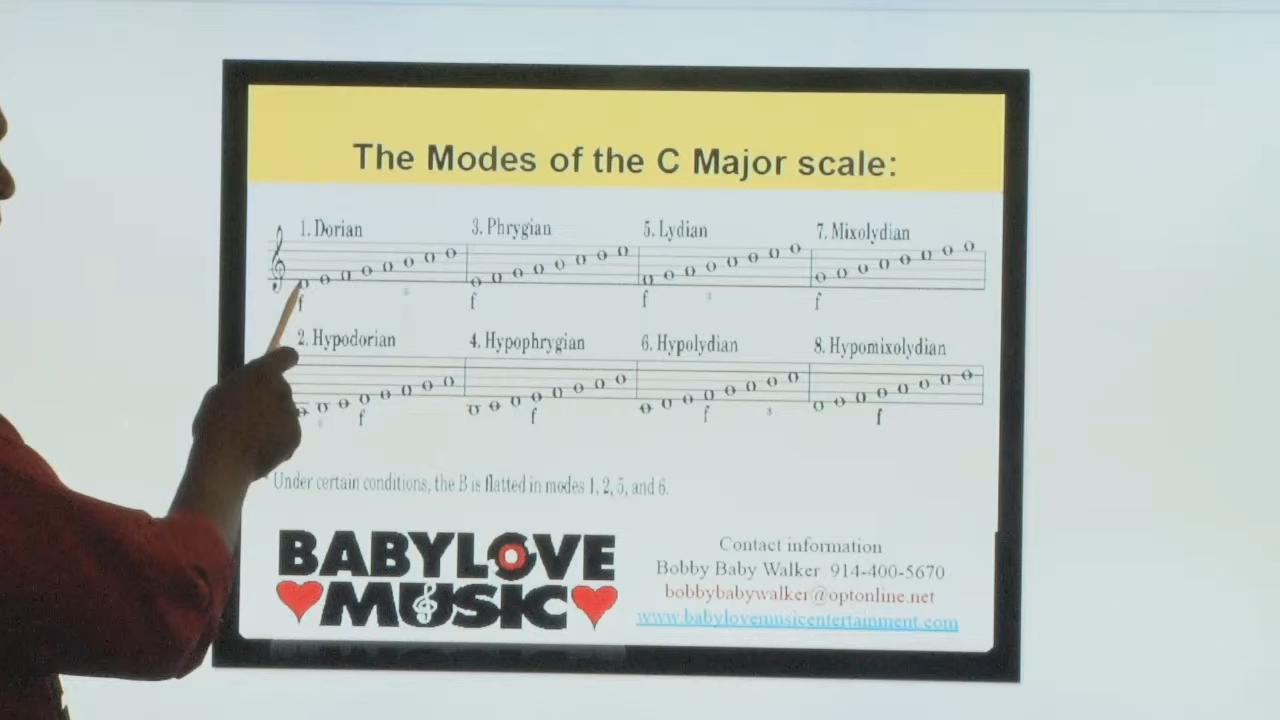 The Modes of the C Major scale:
1. Dorian 3. Phrygian 5. Lydian 7. Mixolydian
f f f f
2. Hypodorian 4. Hypophrygian 6. Hypolydian 8. Hypomixolydian
f f f f
Under certain conditions, the B is flatted in modes 1, 2, 5, and 6.
BABYLOVE
MUSIC
Contact information
Bobby Baby Walker 914-400-5670
bobbybabywalker@optonline.net
www.babylovemusicentertainment.com